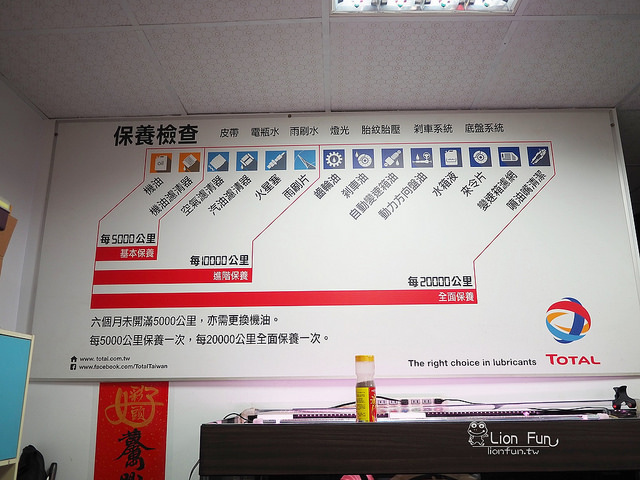 保養檢查 皮帶 電瓶水 雨刷水 燈光 胎紋胎壓 剎車系統 底盤系統
機油
機油濾清器
空氣濾清器
汽油濾清器
火星塞
雨刷片
齒輪油
剎車油
自動變速箱油
動力方向盤油
水箱液
來令片
變速箱濾網
噴油嘴清潔
每5000公里
基本保養
每10000公里
進階保養
每20000公里
全面保養
六個月未開滿5000公里，亦需更換機油。
每5000公里保養一次，每20000公里全面保養一次。
www. total.com.tw
www.facebook.com/TotalTaiwan
The right choice in lubricants TOTAL
好彩頭
Lion Fun
lionfun.tw